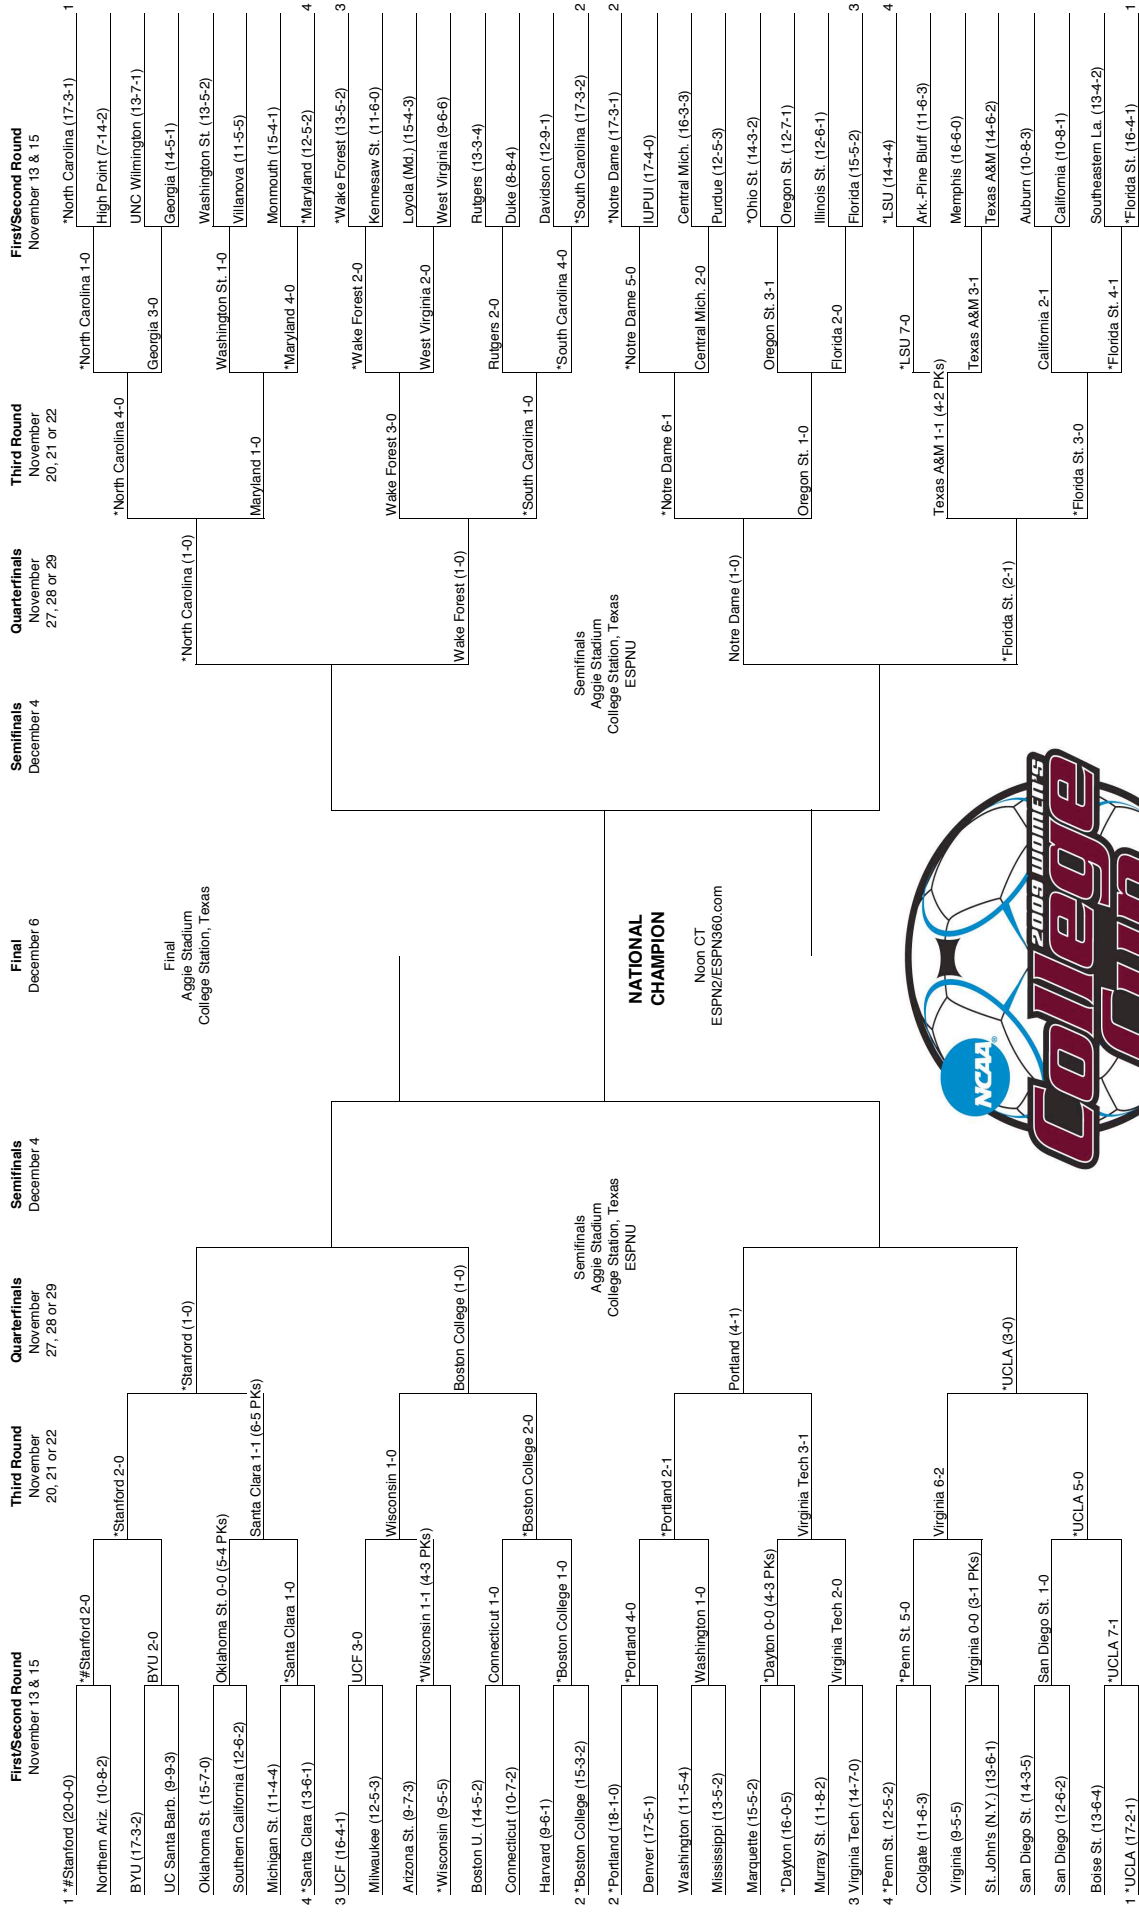 First/Second Round
November 13 & 15
Third Round
November
20, 21 or 22
Quarterfinals
November
27, 28 or 29
Semifinals
December 4
Final
December 6
Semifinals
December 4
Quarterfinals
November
27, 28 or 29
Third Round
November
20, 21 or 22
First/Second Round
November 13 & 15
1 *#Stanford (20-0-0)
Northern Ariz. (10-8-2)
BYU (17-3-2)
UC Santa Barb. (9-9-3)
Oklahoma St. (15-7-0)
Southern California (12-6-2)
Michigan St. (11-4-4)
4 *Santa Clara (13-6-1)
3 UCF (16-4-1)
Milwaukee (12-5-3)
Arizona St. (9-7-3)
*Wisconsin (9-5-5)
Boston U. (14-5-2)
Connecticut (10-7-2)
Harvard (9-6-1)
2 *Boston College (15-3-2)
2 *Portland (18-1-0)
Denver (17-5-1)
Washington (11-5-4)
Mississippi (13-5-2)
Marquette (15-5-2)
*Dayton (16-0-5)
Murray St. (11-8-2)
3 Virginia Tech (14-7-0)
4 *Penn St. (12-5-2)
Colgate (11-6-3)
Virginia (9-5-5)
St. John's (N.Y.) (13-6-1)
San Diego St. (14-3-5)
San Diego (12-6-2)
Boise St. (13-6-4)
1 *UCLA (17-2-1)
*#Stanford 2-0
BYU 2-0
Oklahoma St. 0-0 (5-4 PKs)
*Santa Clara 1-0
UCF 3-0
*Wisconsin 1-1 (4-3 PKs)
Connecticut 1-0
*Boston College 1-0
*Portland 4-0
Washington 1-0
*Dayton 0-0 (4-3 PKs)
Virginia Tech 2-0
*Penn St. 5-0
Virginia 0-0 (3-1 PKs)
San Diego St. 1-0
*UCLA 7-1
*Stanford 2-0
Santa Clara 1-1 (6-5 PKs)
Wisconsin 1-0
*Boston College 2-0
*Portland 2-1
Virginia Tech 3-1
Virginia 6-2
*UCLA 5-0
*Stanford (1-0)
Boston College (1-0)
Portland (4-1)
*UCLA (3-0)
Semifinals
Aggie Stadium
College Station, Texas
ESPNU
Final
Aggie Stadium
College Station, Texas
NATIONAL
CHAMPION
Noon CT
ESPN2/ESPN360.com
NCAA®
2009 WOMEN'S
College
Cup
Semifinals
Aggie Stadium
College Station, Texas
ESPNU
*North Carolina (1-0)
Wake Forest (1-0)
Notre Dame (1-0)
*Florida St. (2-1)
*North Carolina 4-0
Maryland 1-0
Wake Forest 3-0
*South Carolina 1-0
*Notre Dame 6-1
Oregon St. 1-0
Texas A&M 1-1 (4-2 PKs)
*Florida St. 3-0
*North Carolina 1-0
Georgia 3-0
Washington St. 1-0
*Maryland 4-0
*Wake Forest 2-0
West Virginia 2-0
Rutgers 2-0
*South Carolina 4-0
*Notre Dame 5-0
Central Mich. 2-0
Oregon St. 3-1
Florida 2-0
*LSU 7-0
Texas A&M 3-1
California 2-1
*Florida St. 4-1
*North Carolina (17-3-1) 1
High Point (7-14-2)
UNC Wilmington (13-7-1)
Georgia (14-5-1)
Washington St. (13-5-2)
Villanova (11-5-5)
Monmouth (15-4-1)
*Maryland (12-5-2) 4
*Wake Forest (13-5-2) 3
Kennesaw St. (11-6-0)
Loyola (Md.) (15-4-3)
West Virginia (9-6-6)
Rutgers (13-3-4)
Duke (8-8-4)
Davidson (12-9-1)
*South Carolina (17-3-2) 2
*Notre Dame (17-3-1) 2
IUPUI (17-4-0)
Central Mich. (16-3-3)
Purdue (12-5-3)
*Ohio St. (14-3-2)
Oregon St. (12-7-1)
Illinois St. (12-6-1)
Florida (15-5-2) 3
*LSU (14-4-4) 4
Ark.-Pine Bluff (11-6-3)
Memphis (16-6-0)
Texas A&M (14-6-2)
Auburn (10-8-3)
California (10-8-1)
Southeastern La. (13-4-2)
*Florida St. (16-4-1) 1